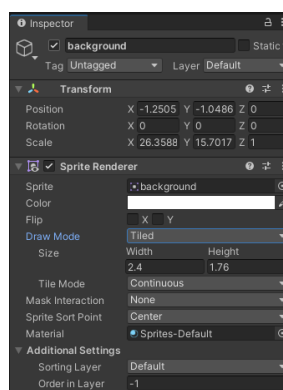 Inspector
background Static
Tag Untagged Layer Default
Transform
Position X -1.2505 Y -1.0486 Z 0
Rotation X 0 Y 0 Z 0
Scale X 26.3588 Y 15.7017 Z 1
Sprite Renderer
Sprite background
Color
Flip X Y
Draw Mode Tiled
Size Width Height
2.4 1.76
Tile Mode Continuous
Mask Interaction None
Sprite Sort Point Center
Material Sprites-Default
Additional Settings
Sorting Layer Default
Order in Layer -1